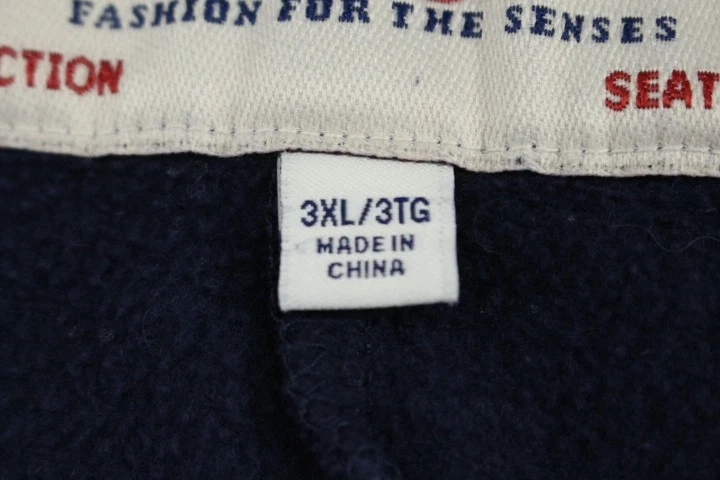 FASHION FOR THE SENSES
CTION SEAT
3XL/3TG
MADE IN
CHINA